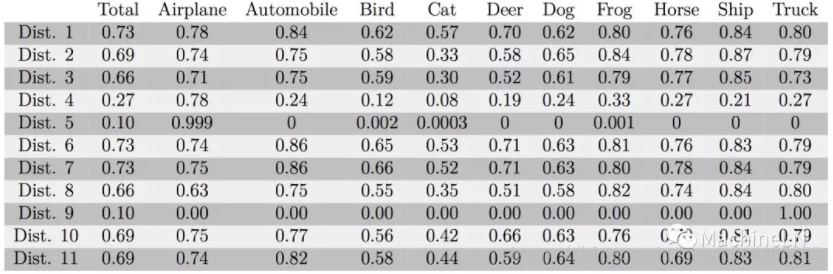 Total Airplane Automobile Bird Cat Deer Dog Frog Horse Ship Truck
Dist. 1 0.73 0.78 0.84 0.62 0.57 0.70 0.62 0.80 0.76 0.84 0.80
Dist. 2 0.69 0.74 0.75 0.58 0.33 0.58 0.65 0.84 0.78 0.87 0.79
Dist. 3 0.66 0.71 0.75 0.59 0.30 0.52 0.61 0.79 0.77 0.85 0.73
Dist. 4 0.27 0.78 0.24 0.12 0.08 0.19 0.24 0.33 0.27 0.21 0.27
Dist. 5 0.10 0.999 0 0.002 0.0003 0 0 0.001 0 0 0
Dist. 6 0.73 0.74 0.86 0.65 0.53 0.71 0.63 0.81 0.76 0.83 0.79
Dist. 7 0.73 0.75 0.86 0.66 0.52 0.71 0.63 0.80 0.78 0.84 0.79
Dist. 8 0.66 0.63 0.75 0.55 0.35 0.51 0.58 0.82 0.74 0.84 0.80
Dist. 9 0.10 0.00 0.00 0.00 0.00 0.00 0.00 0.00 0.00 0.00 1.00
Dist. 10 0.69 0.75 0.77 0.56 0.42 0.66 0.64 0.76 0.79
Dist. 11 0.69 0.74 0.82 0.58 0.44 0.59 0.64 0.80 0.69 0.83 0.81